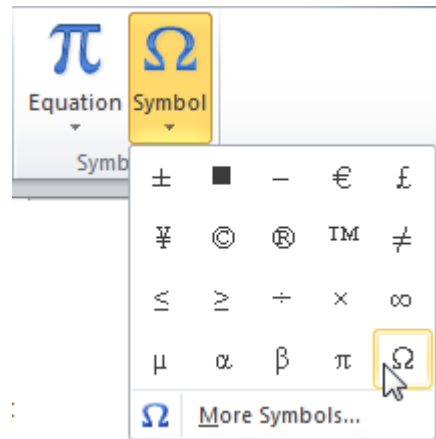 π Ω
Equation Symbol
Symb
± ■ – € £
¥ © ® TM ≠
≤ ≥ ÷ × ∞
µ α β π Ω
Ω More Symbols...
: